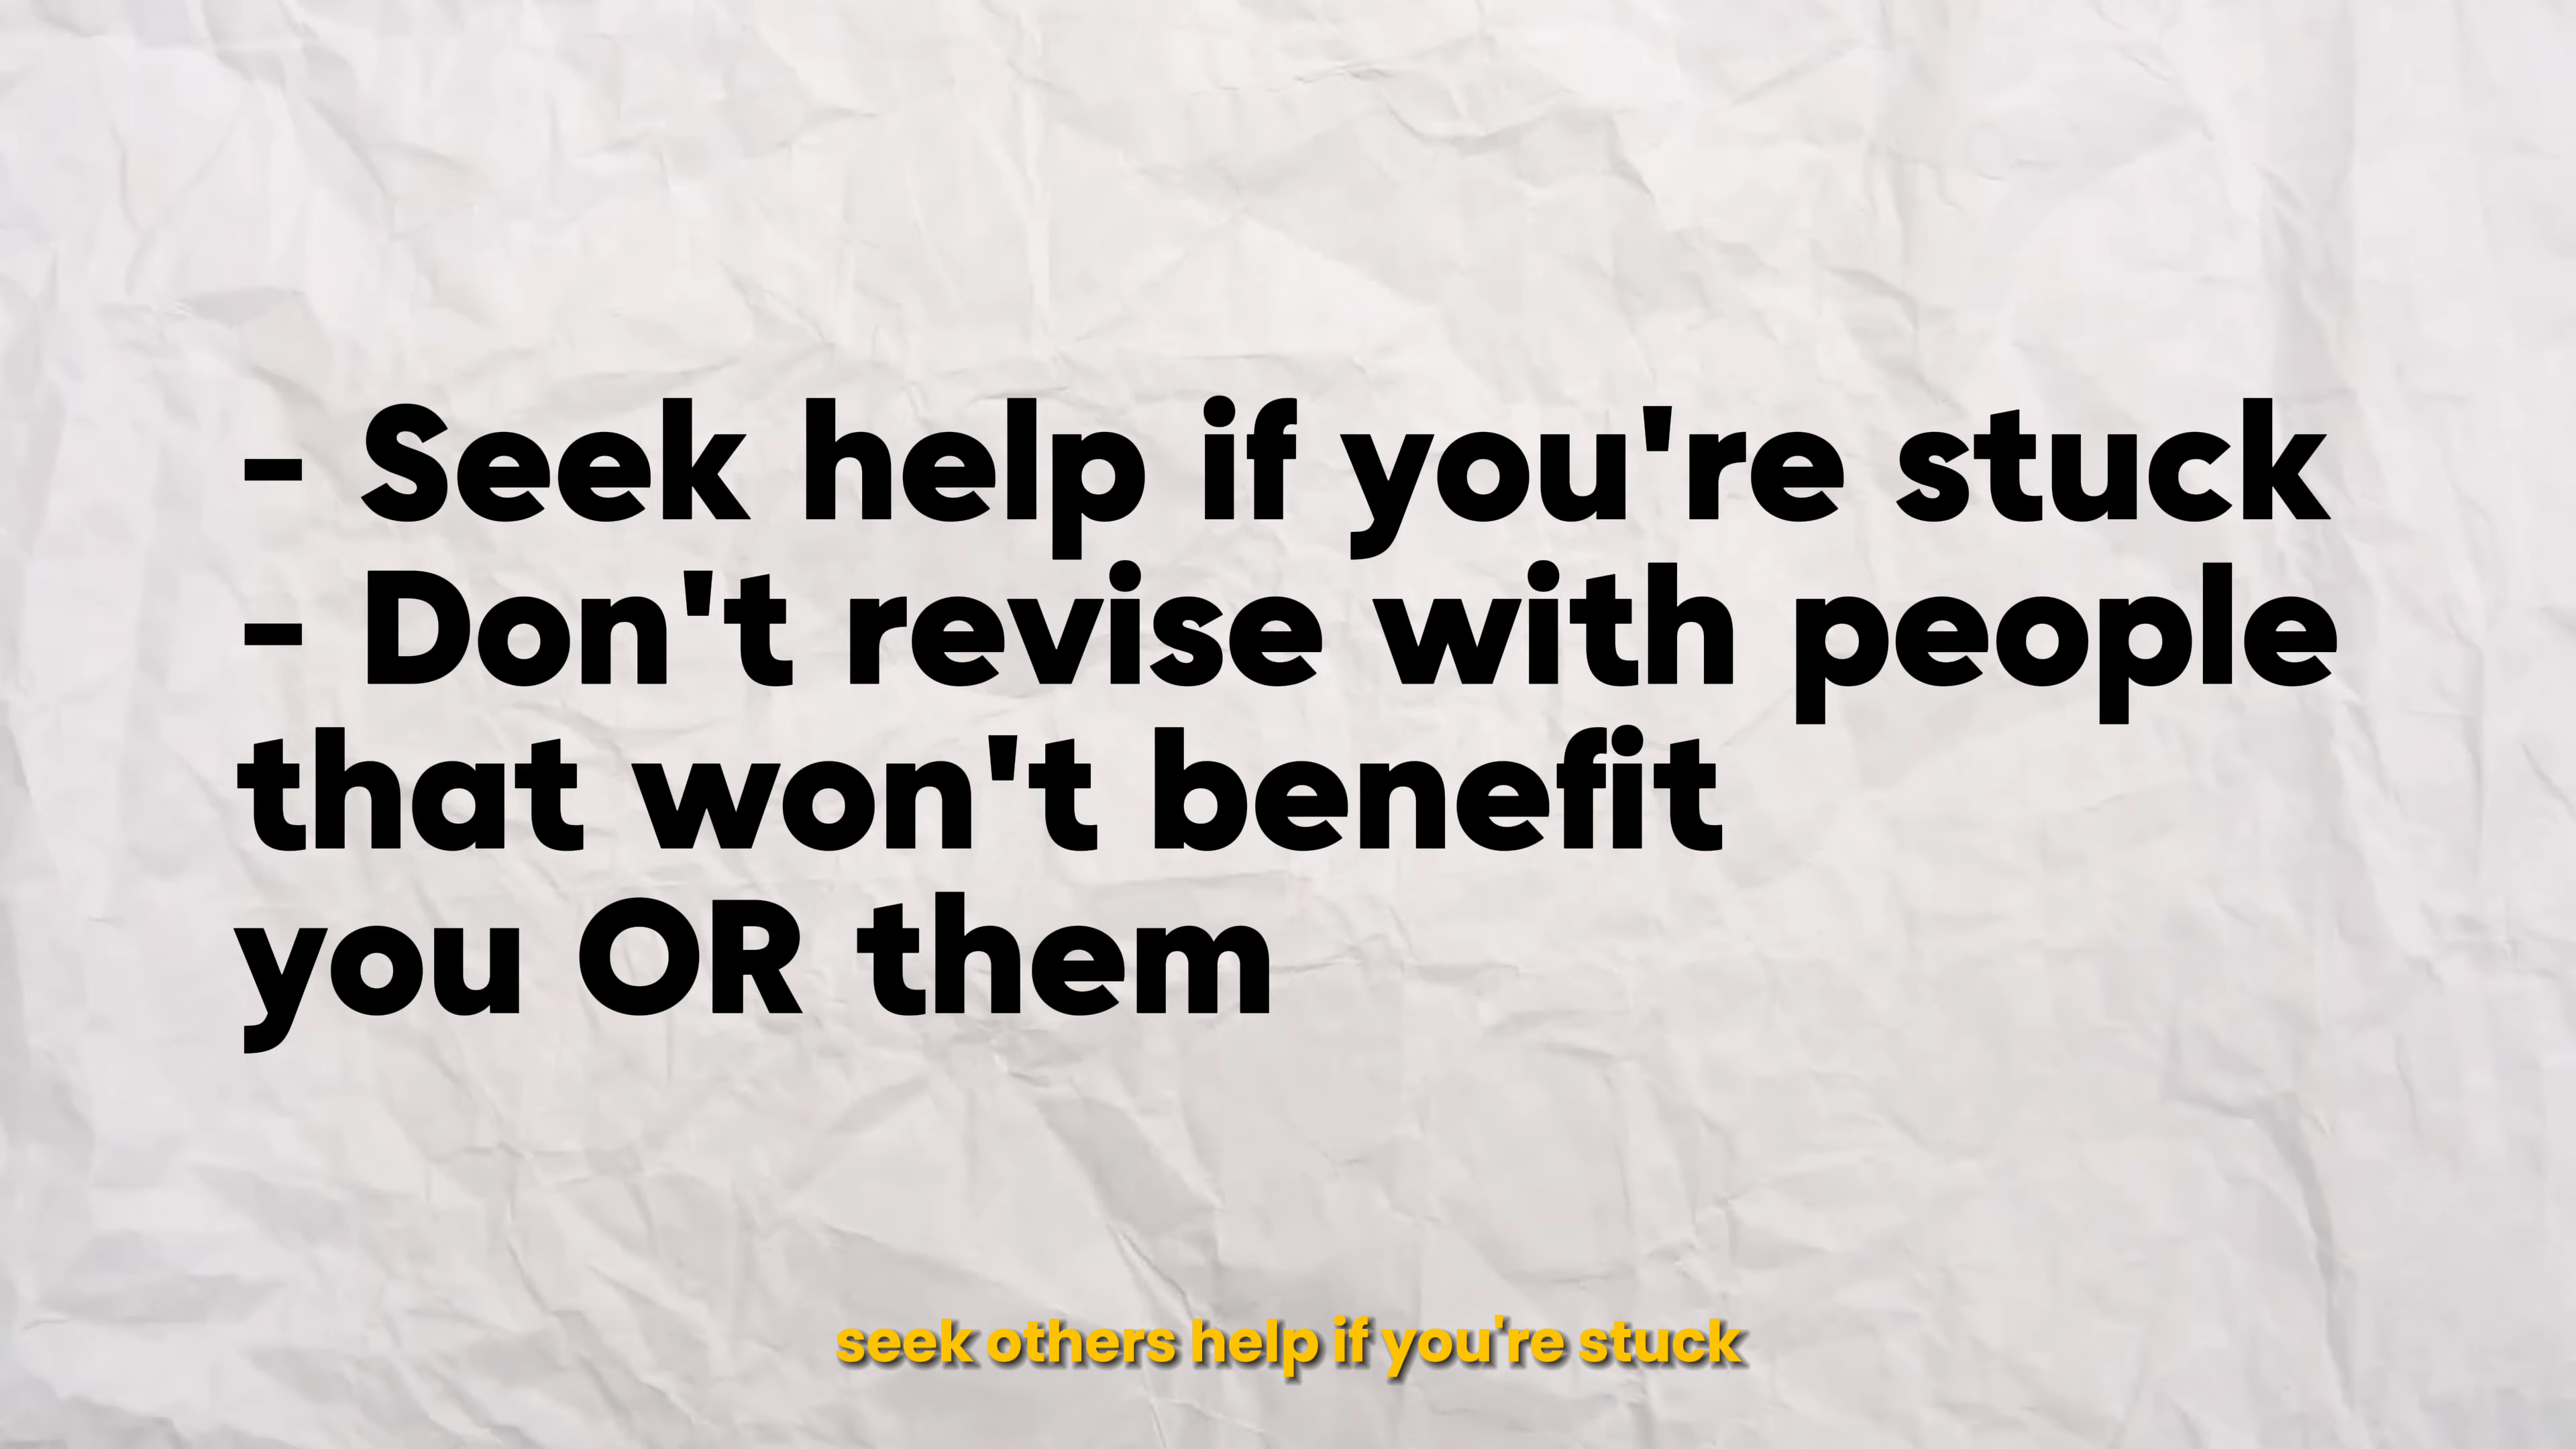 - Seek help if you're stuck
- Don't revise with people
that won't benefit
you OR them
seek others help if you're stuck